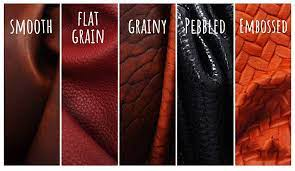 SMOOTH
FLAT
GRAIN
GRAINY
PEBBLED
EMBOSSED